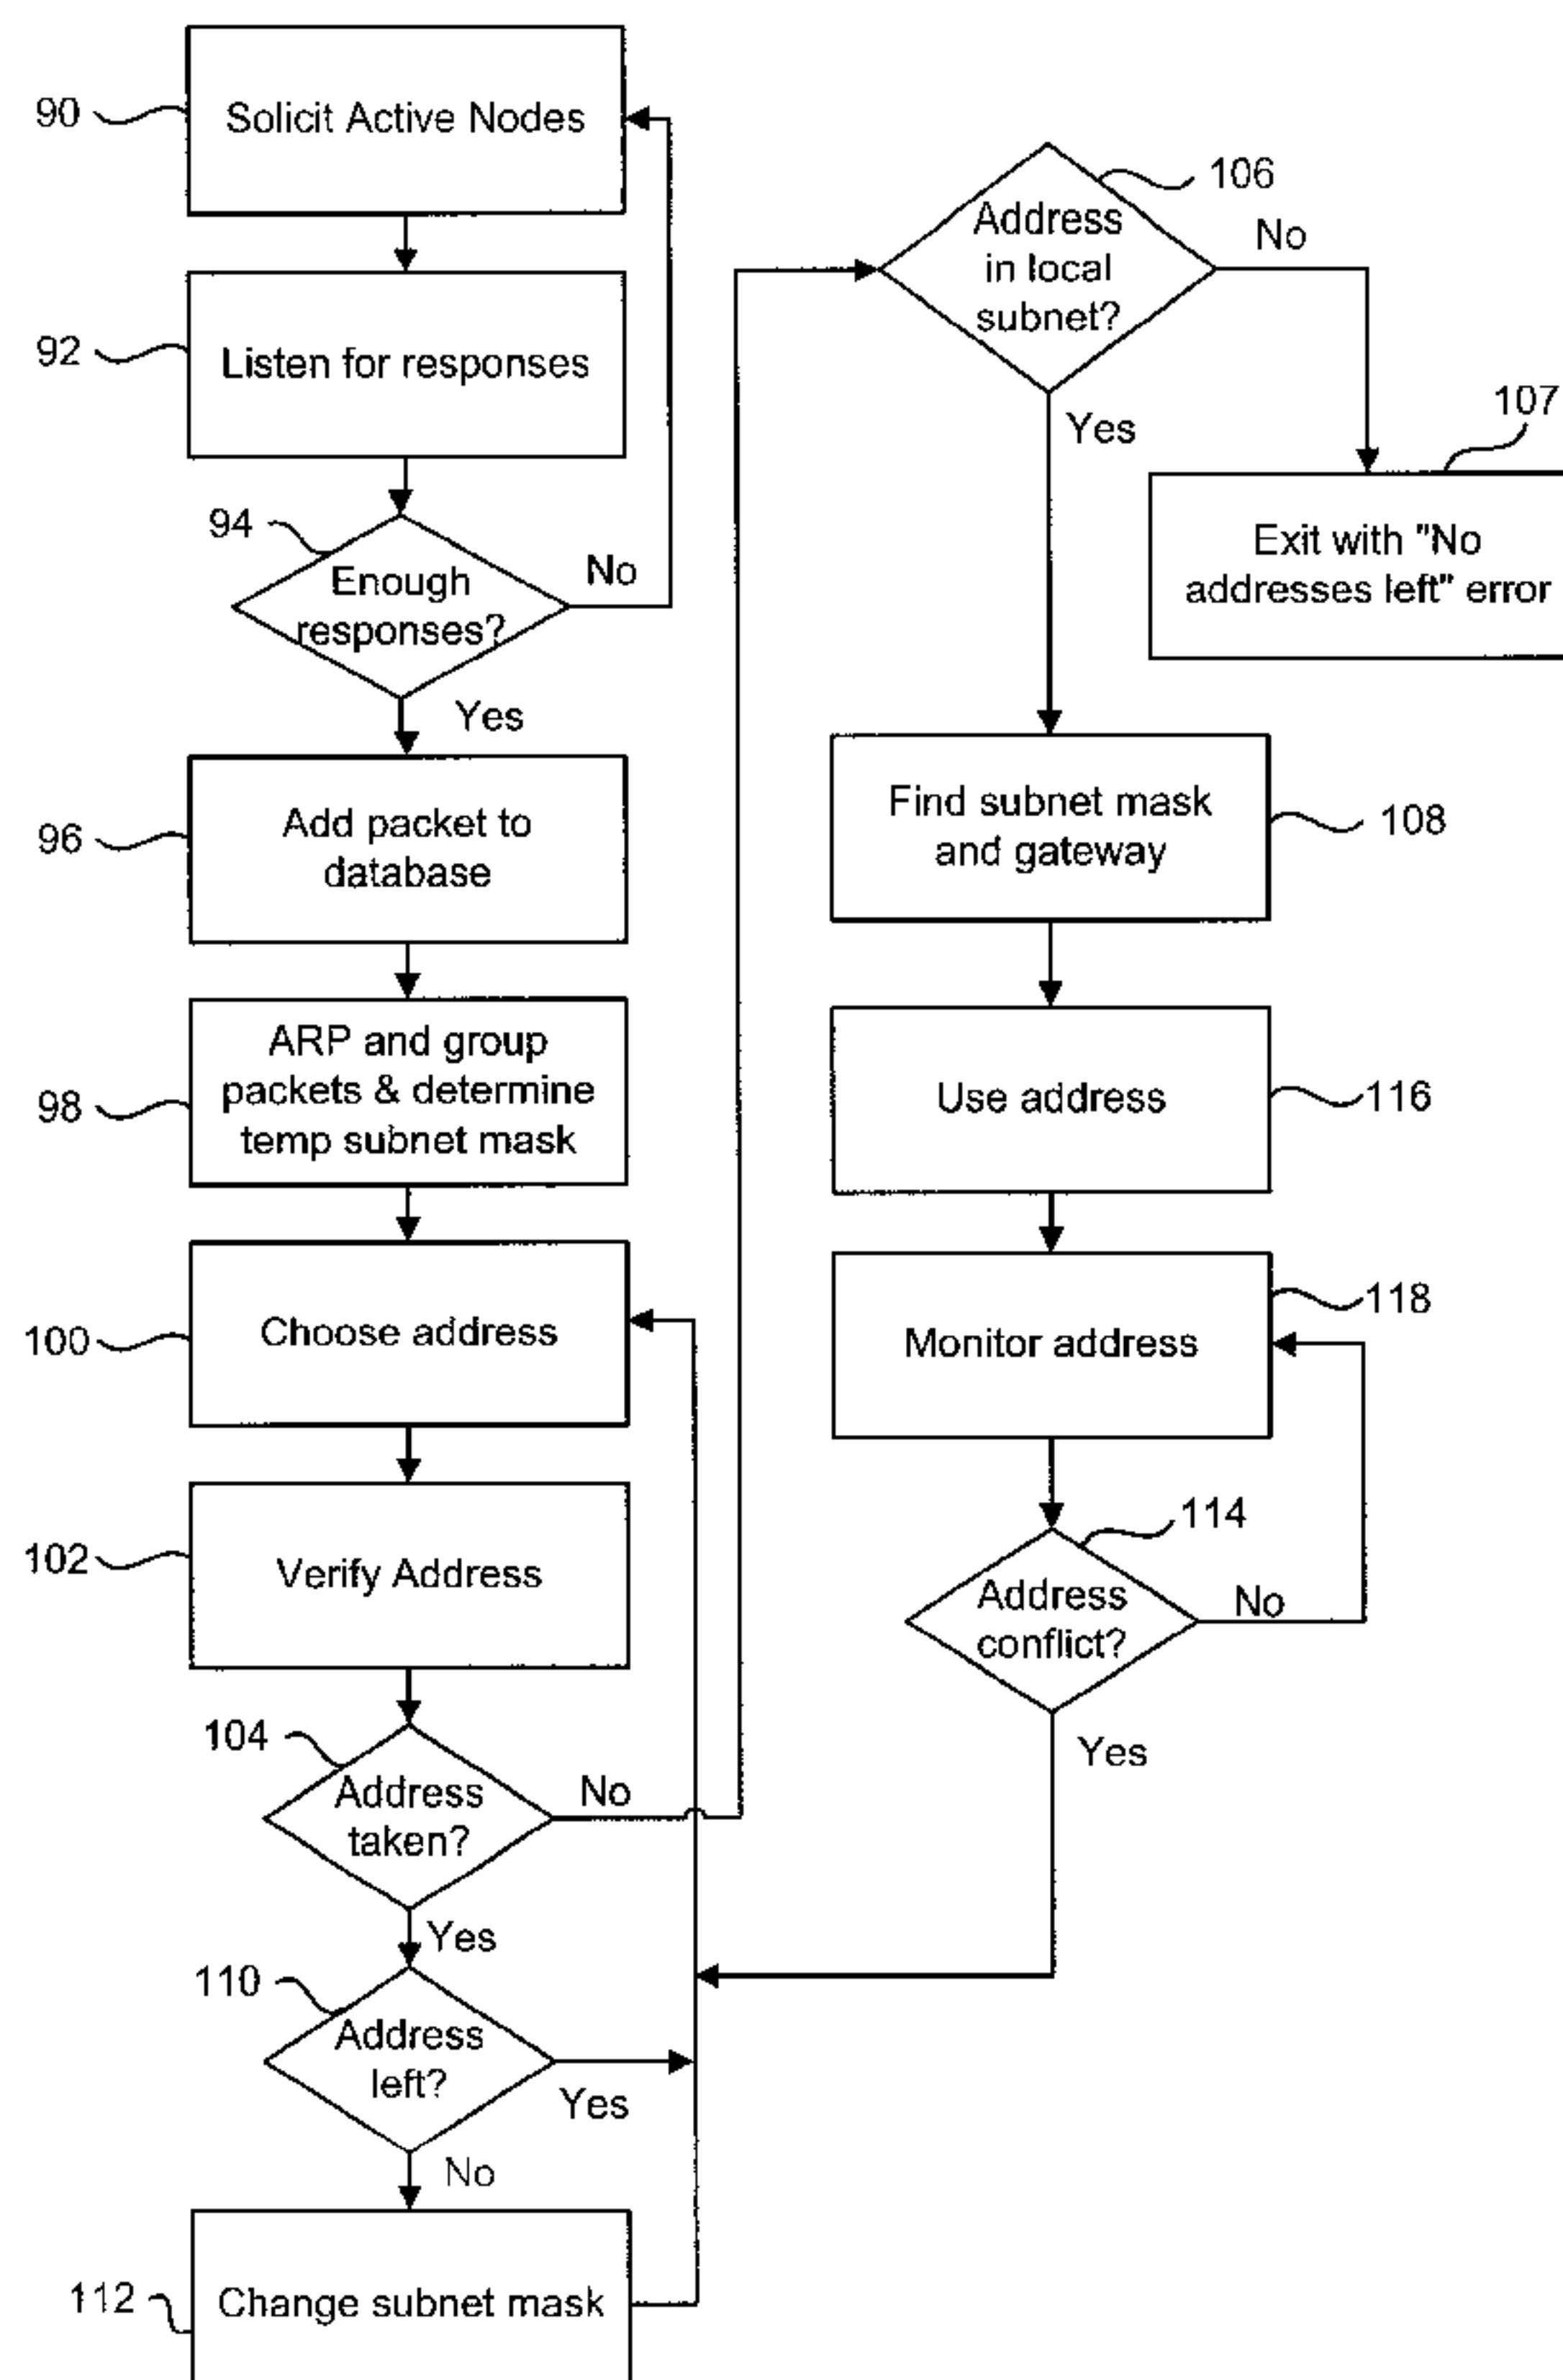 90
Solicit Active Nodes
92
Listen for responses
94
Enough
responses?
No
Yes
96
Add packet to
database
98
ARP and group
packets & determine
temp subnet mask
100
Choose address
102
Verify Address
104
Address
taken?
No
Yes
110
Address
left?
Yes
No
112
Change subnet mask
106
Address
in local
subnet?
No
Yes
107
Exit with "No
addresses left" error
Find subnet mask
and gateway
108
Use address
116
Monitor address
118
114
Address
conflict?
No
Yes